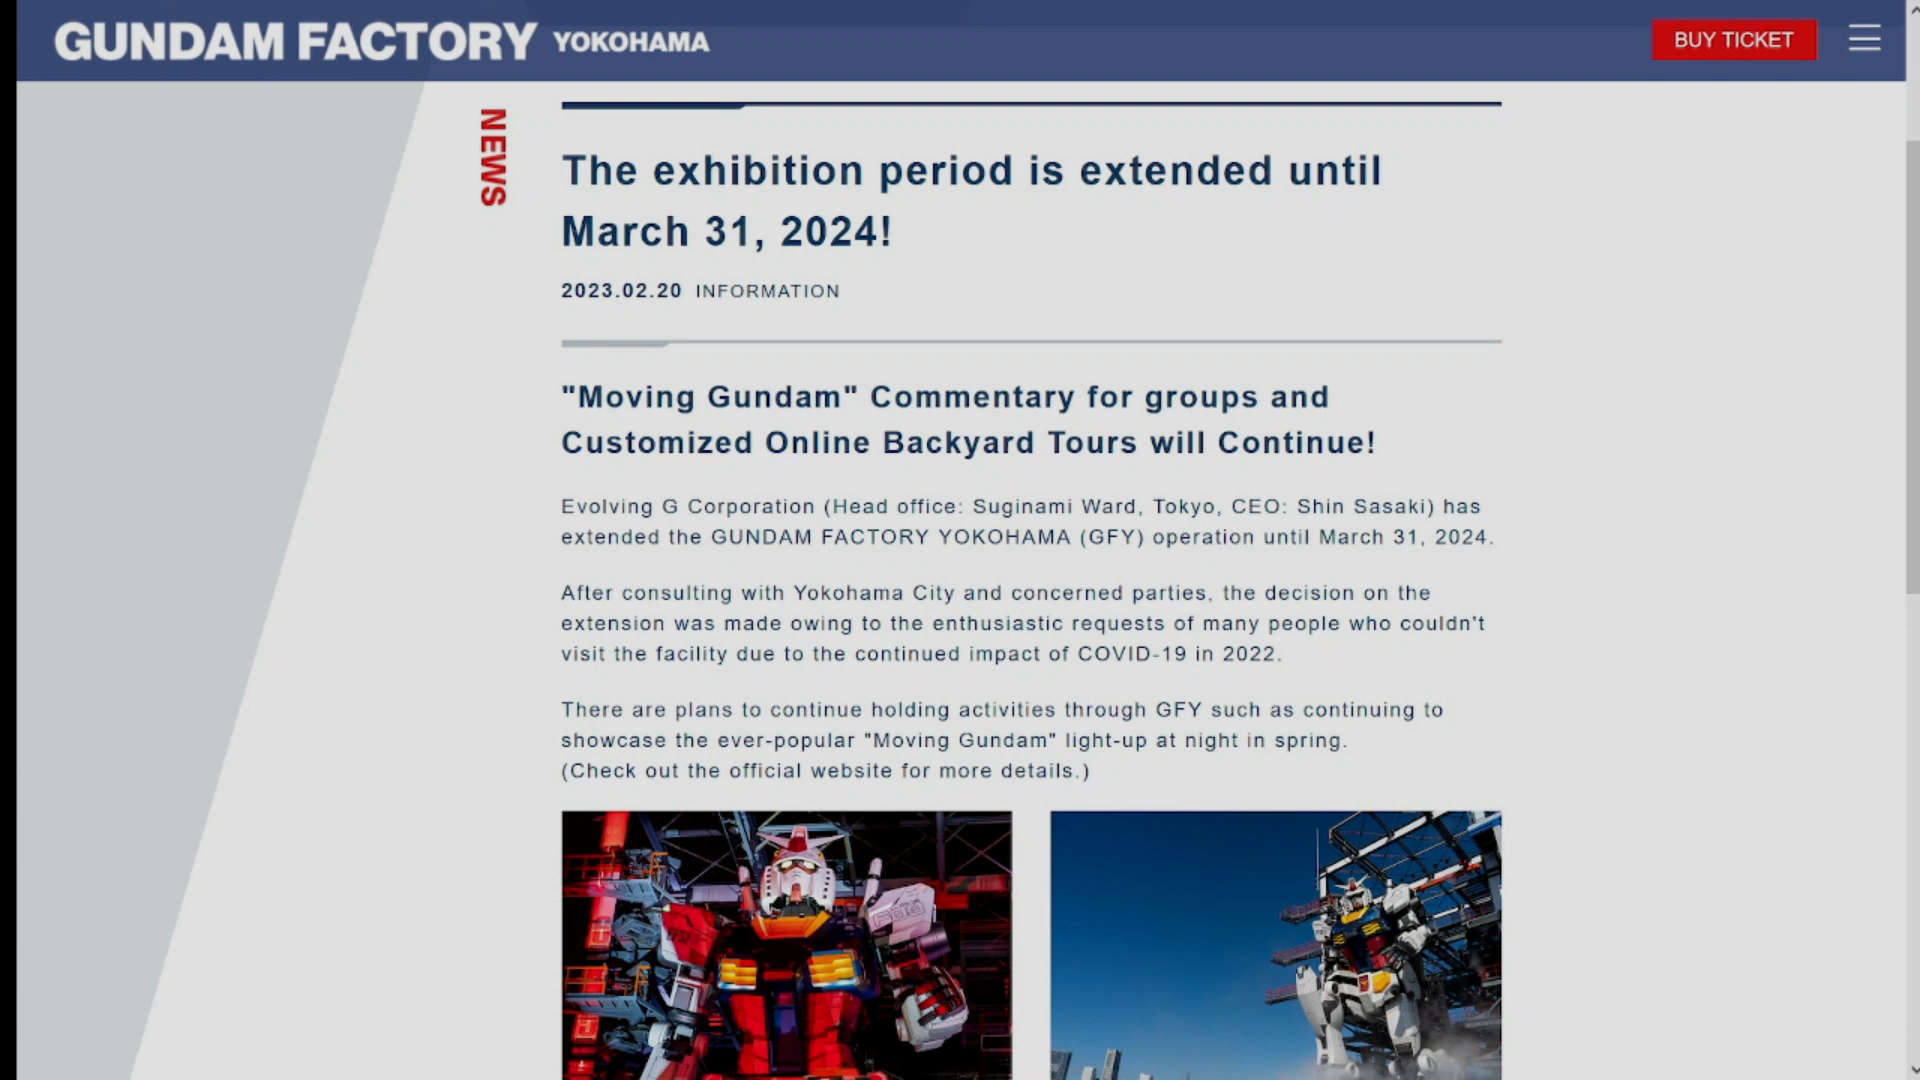 GUNDAM FACTORY YOKOHAMA
BUY TICKET
NEWS
The exhibition period is extended until
March 31, 2024!
2023.02.20 INFORMATION
"Moving Gundam" Commentary for groups and
Customized Online Backyard Tours will Continue!
Evolving G Corporation (Head office: Suginami Ward, Tokyo, CEO: Shin Sasaki) has
extended the GUNDAM FACTORY YOKOHAMA (GFY) operation until March 31, 2024.
After consulting with Yokohama City and concerned parties, the decision on the
extension was made owing to the enthusiastic requests of many people who couldn't
visit the facility due to the continued impact of COVID-19 in 2022.
There are plans to continue holding activities through GFY such as continuing to
showcase the ever-popular "Moving Gundam" light-up at night in spring.
(Check out the official website for more details.)